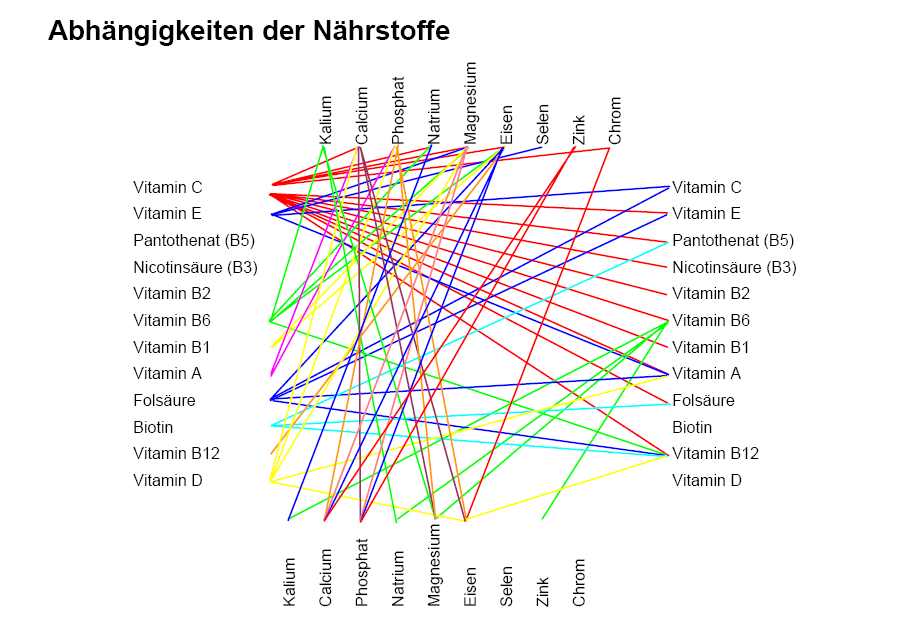 Abhängigkeiten der Nährstoffe
Kalium
Calcium
Phosphat
Natrium
Magnesium
Eisen
Selen
Zink
Chrom
Vitamin C
Vitamin E
Pantothenat (B5)
Nicotinsäure (B3)
Vitamin B2
Vitamin B6
Vitamin B1
Vitamin A
Folsäure
Biotin
Vitamin B12
Vitamin D
Vitamin C
Vitamin E
Pantothenat (B5)
Nicotinsäure (B3)
Vitamin B2
Vitamin B6
Vitamin B1
Vitamin A
Folsäure
Biotin
Vitamin B12
Vitamin D
Kalium
Calcium
Phosphat
Natrium
Magnesium
Eisen
Selen
Zink
Chrom